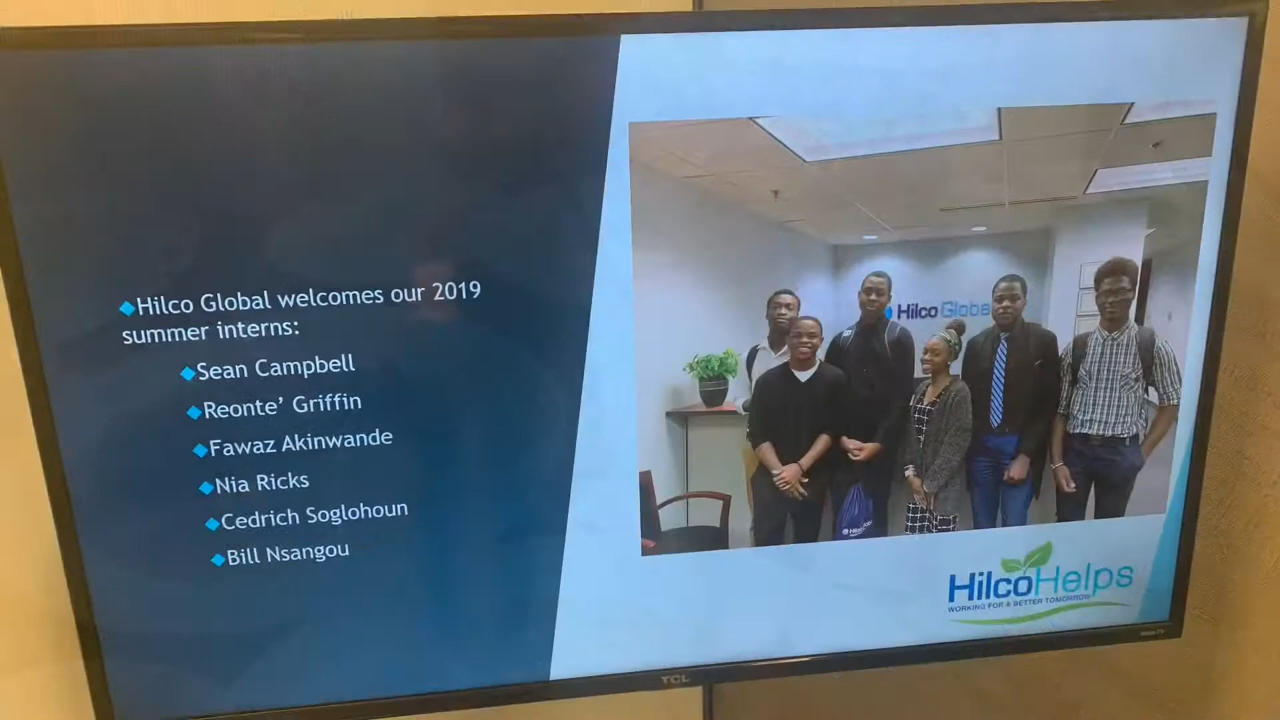 Hilco Global welcomes our 2019
summer interns:
Sean Campbell
Reonte’ Griffin
Fawaz Akinwande
Nia Ricks
Cedrich Soglohoun
Bill Nsangou
Hilco Global
HilcoHelps
WORKING FOR A BETTER TOMORROW
TCL